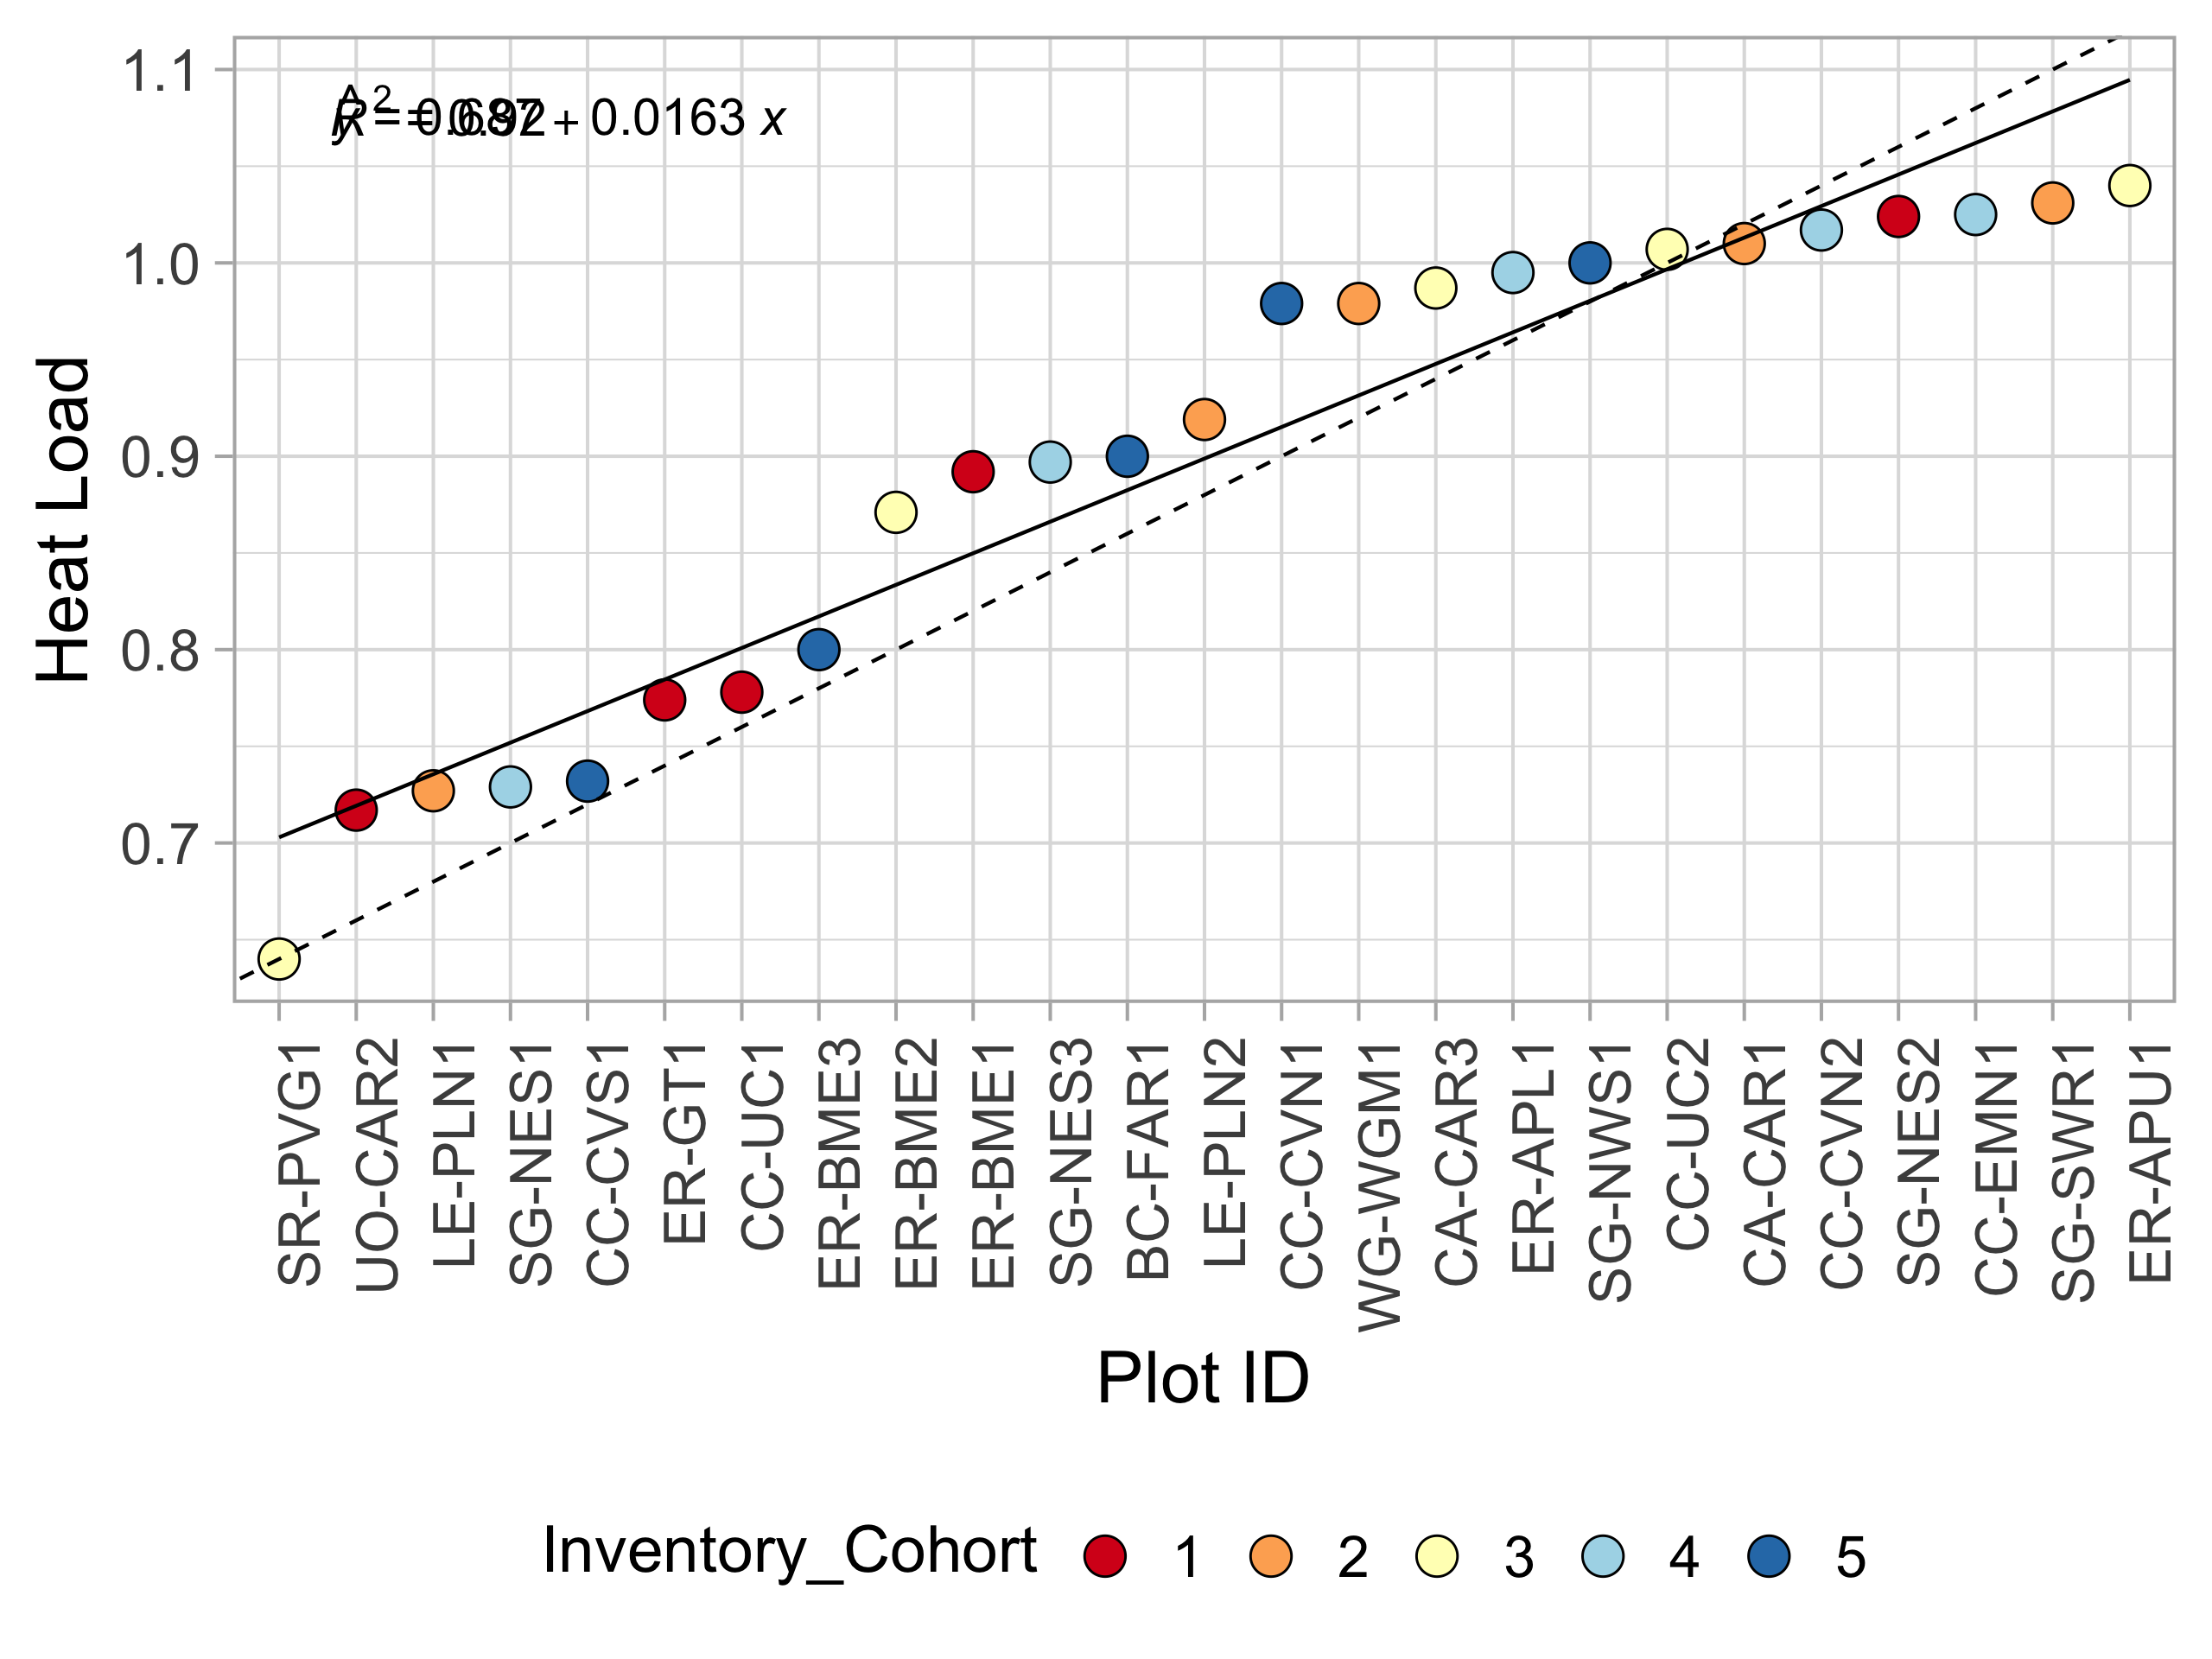 + 0.0163 x
1.1
1.0
0.9
0.8
0.7
Heat Load
SR-PVG1
UO-CAR2
LE-PLN1
SG-NES1
CC-CVS1
ER-GT1
CC-UC1
ER-BME3
ER-BME2
ER-BME1
SG-NES3
BC-FAR1
LE-PLN2
CC-CVN1
WG-WGM1
CA-CAR3
ER-APL1
SG-NWS1
CC-UC2
CA-CAR1
CC-CVN2
SG-NES2
CC-EMN1
SG-SWR1
ER-APU1
Plot ID
Inventory_Cohort 1 2 3 4 5